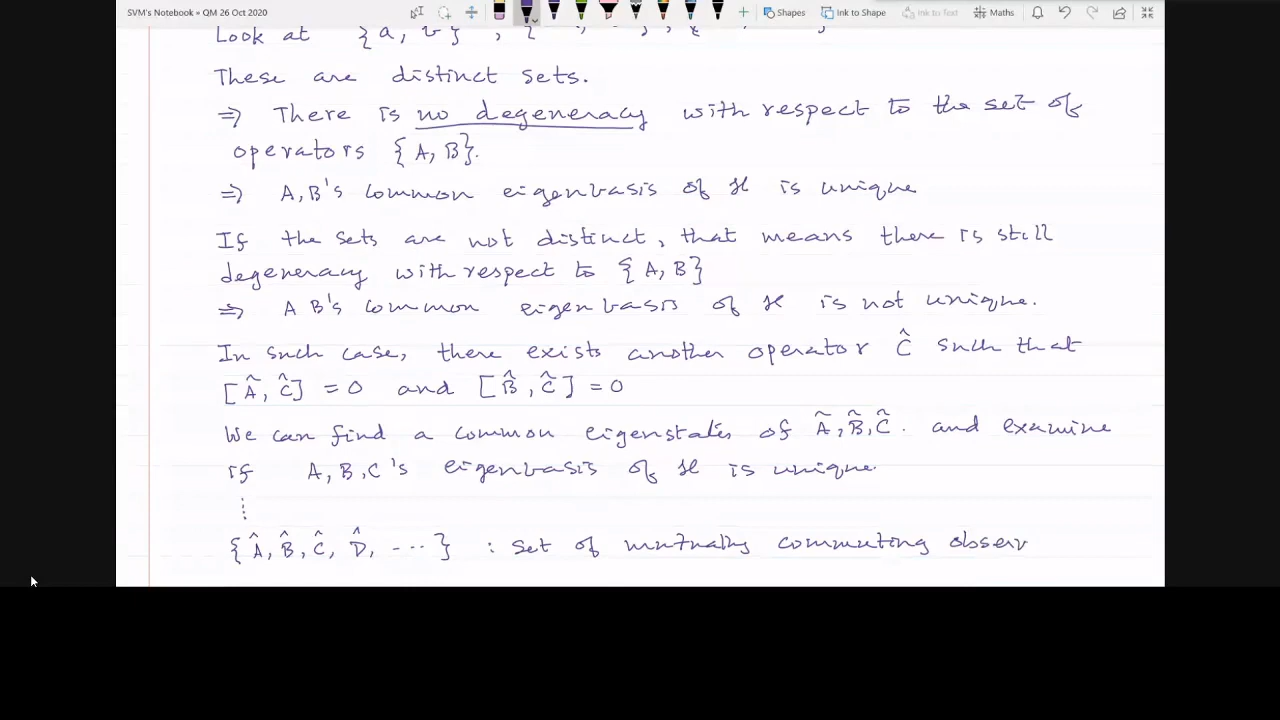 SVM's Notebook » QM 26 Oct 2020
Shapes Ink to Shape Ink to Text Maths
Look at {a, b}, { , }, { , }
These are distinct sets.
⇒ There is no degeneracy with respect to the set of
operators {A, B}.
⇒ A, B's common eigenbasis of ℋ is unique
If the sets are not distinct, that means there is still
degeneracy with respect to {A, B}
⇒ A B's common eigenbasis of ℋ is not unique.
In such case, there exists another operator Ĉ such that
[Â, Ĉ] = 0 and [B̂, Ĉ] = 0
We can find a common eigenstates of Ã, B̃, Ĉ. and examine
if A, B, C's eigenbasis of ℋ is unique.
⋮
{Â, B̂, Ĉ, D̂, ---- } : Set of mutually commuting observ